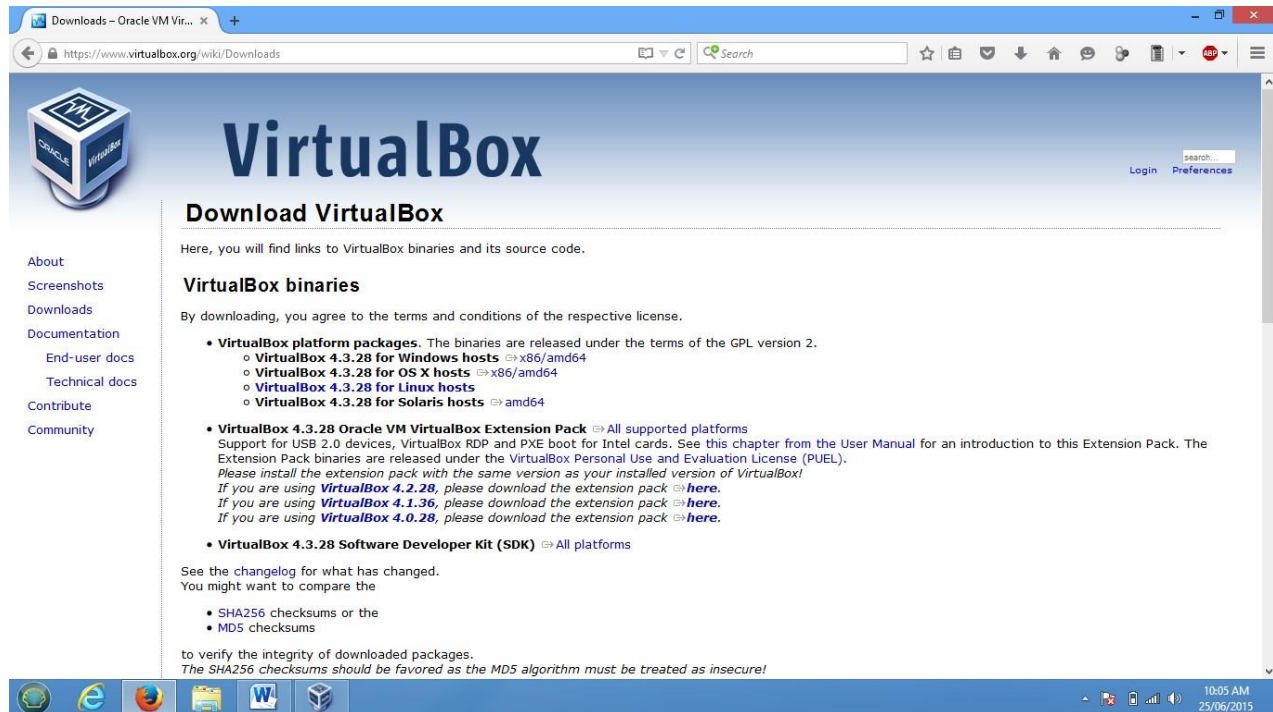 Downloads – Oracle VM Vir...
https://www.virtualbox.org/wiki/Downloads
Search
ABP
ORACLE
VM
VirtualBox
VirtualBox
search...
Login Preferences
Download VirtualBox
Here, you will find links to VirtualBox binaries and its source code.
About
Screenshots
Downloads
Documentation
End-user docs
Technical docs
Contribute
Community
VirtualBox binaries
By downloading, you agree to the terms and conditions of the respective license.
• VirtualBox platform packages. The binaries are released under the terms of the GPL version 2.
o VirtualBox 4.3.28 for Windows hosts x86/amd64
o VirtualBox 4.3.28 for OS X hosts x86/amd64
o VirtualBox 4.3.28 for Linux hosts
o VirtualBox 4.3.28 for Solaris hosts amd64
• VirtualBox 4.3.28 Oracle VM VirtualBox Extension Pack All supported platforms
Support for USB 2.0 devices, VirtualBox RDP and PXE boot for Intel cards. See this chapter from the User Manual for an introduction to this Extension Pack. The
Extension Pack binaries are released under the VirtualBox Personal Use and Evaluation License (PUEL).
Please install the extension pack with the same version as your installed version of VirtualBox!
If you are using VirtualBox 4.2.28, please download the extension pack here.
If you are using VirtualBox 4.1.36, please download the extension pack here.
If you are using VirtualBox 4.0.28, please download the extension pack here.
• VirtualBox 4.3.28 Software Developer Kit (SDK) All platforms
See the changelog for what has changed.
You might want to compare the
• SHA256 checksums or the
• MD5 checksums
to verify the integrity of downloaded packages.
The SHA256 checksums should be favored as the MD5 algorithm must be treated as insecure!
10:05 AM
25/06/2015